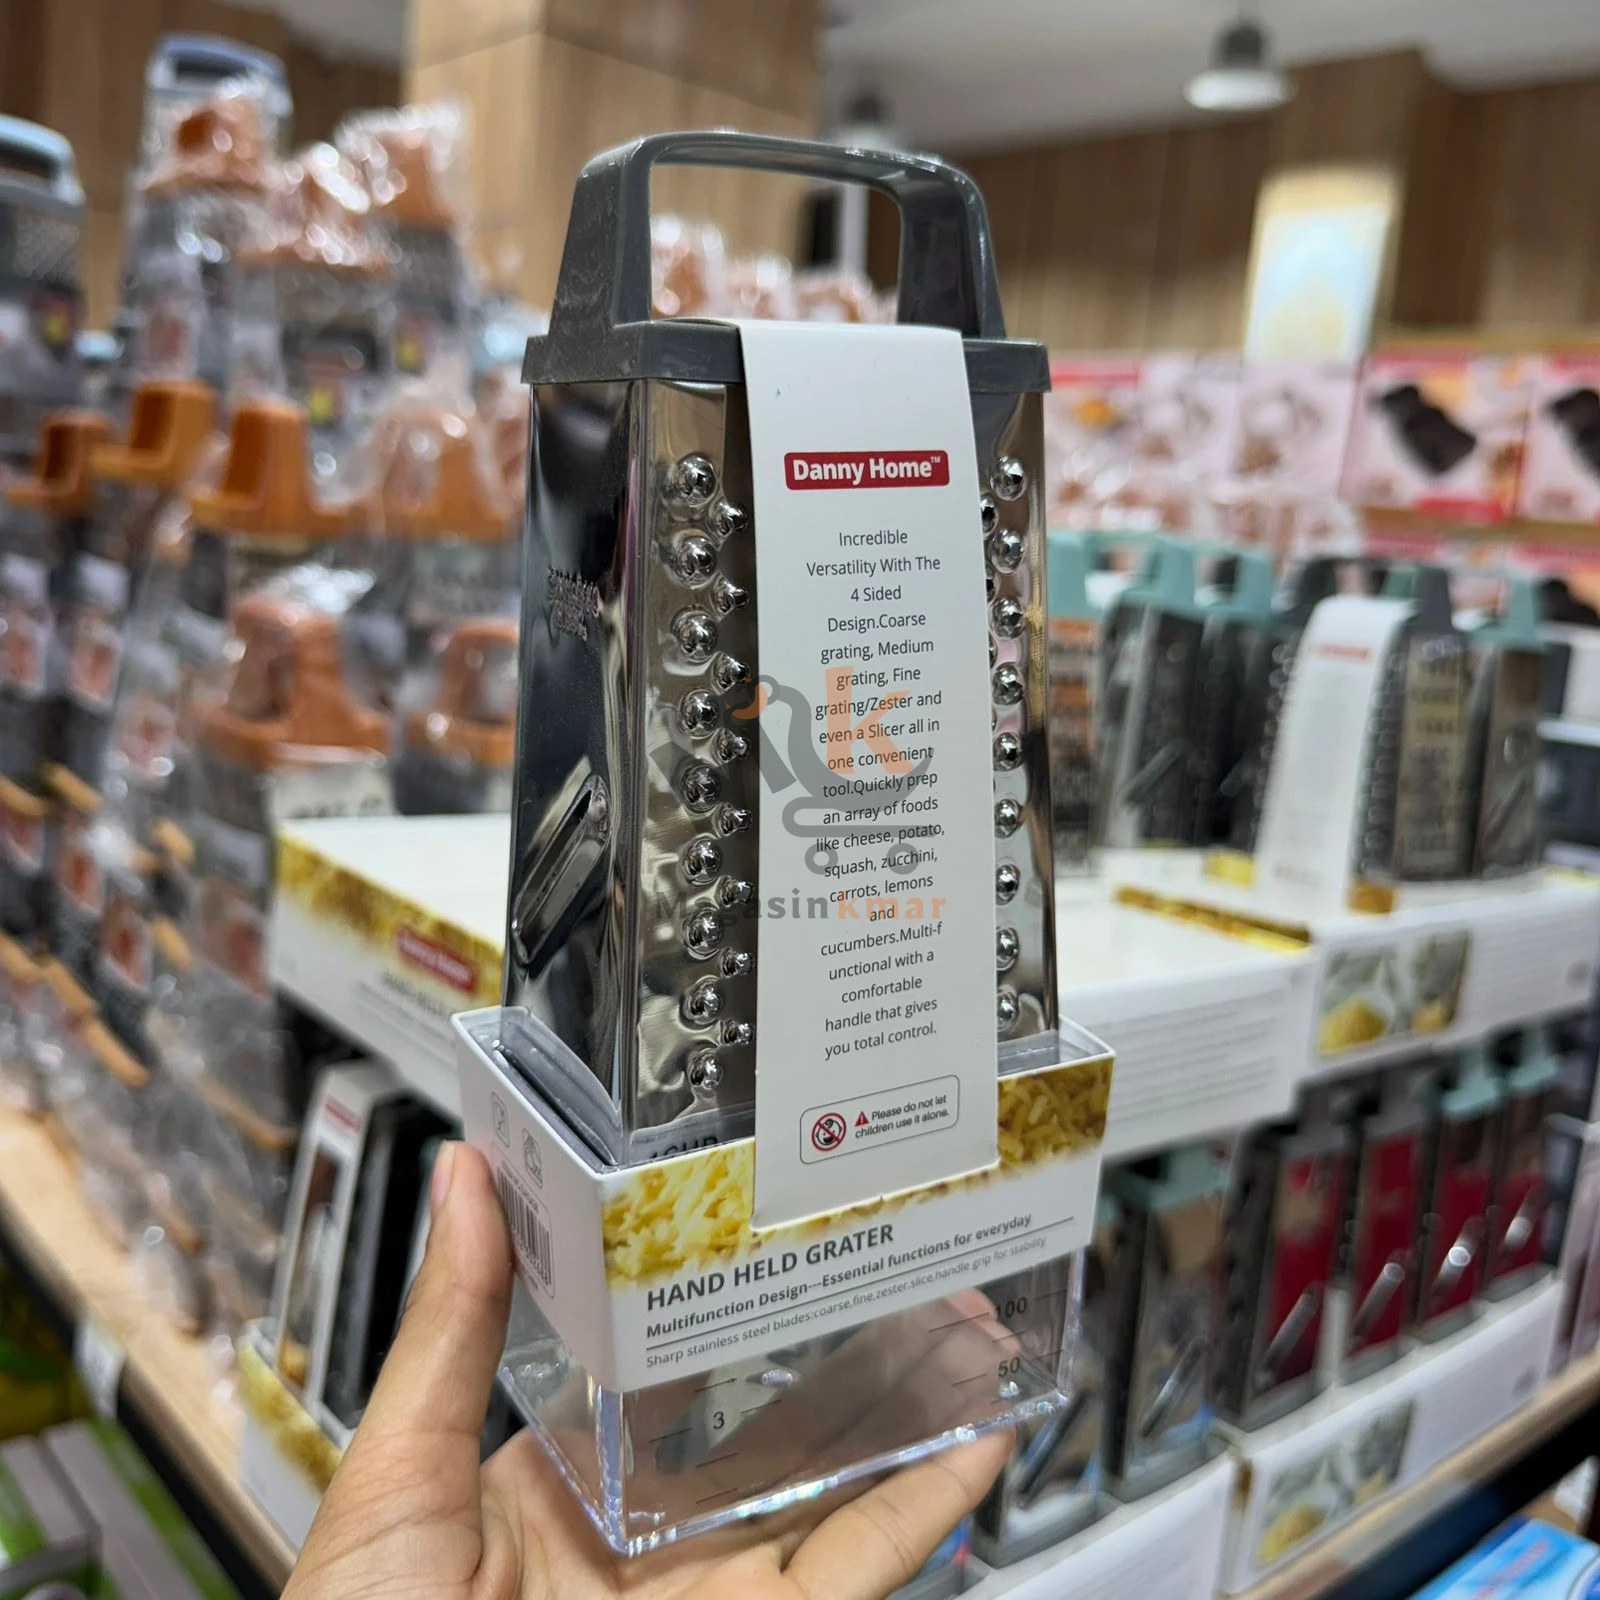 Danny Home™
Incredible
Versatility With The
4 Sided
Design.Coarse
grating, Medium
grating, Fine
grating/Zester and
even a Slicer all in
one convenient
tool.Quickly prep
an array of foods
like cheese, potato,
squash, zucchini,
carrots, lemons
and
cucumbers.Multi-f
unctional with a
comfortable
handle that gives
you total control.
Please do not let
children use it alone.
Magasinkmar
HAND HELD GRATER
Multifunction Design---Essential functions for everyday
Sharp stainless steel blades:coarse,fine,zester,slice,handle grip for stability
100
50
3
Danny Home